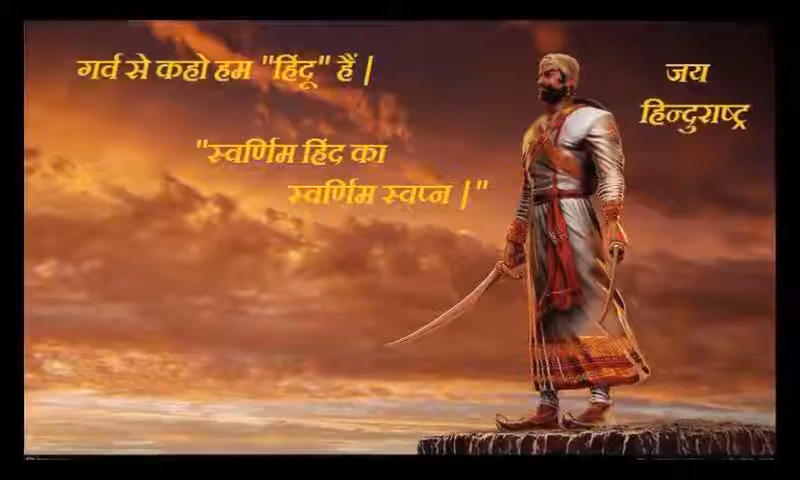 गर्व से कहो हम "हिंदू" हैं |
जय
हिन्दुराष्ट्र
"स्वर्णिम हिंद का
स्वर्णिम स्वप्न |"